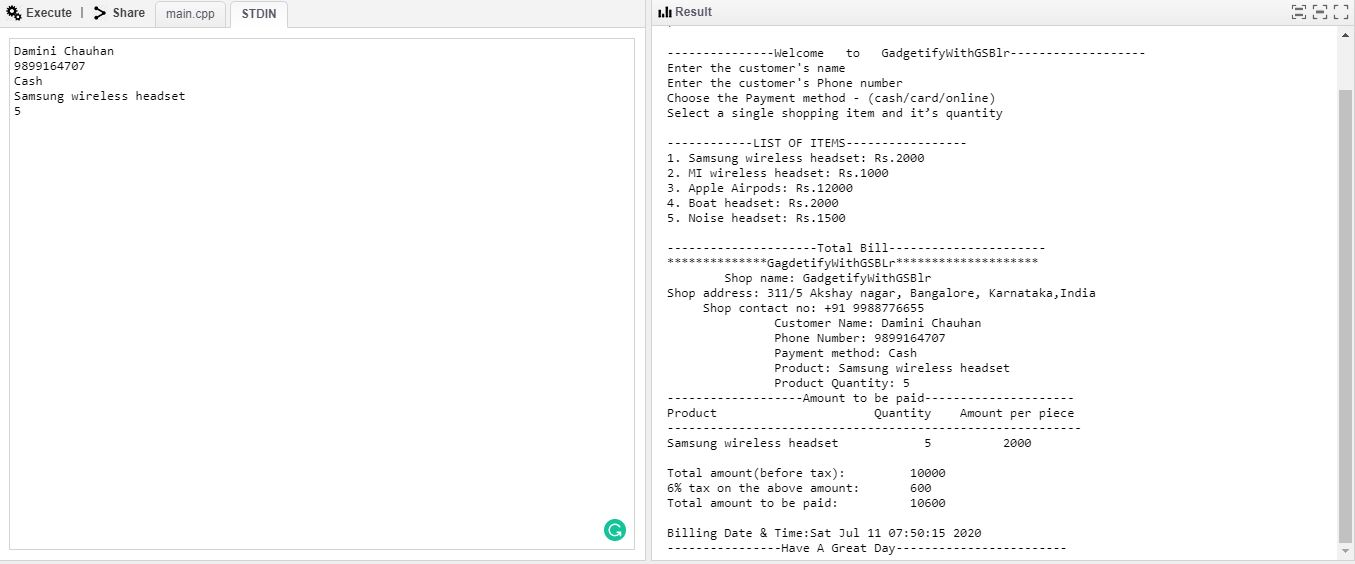 Execute | Share main.cpp STDIN
Damini Chauhan
9899164707
Cash
Samsung wireless headset
5
Result
---------------Welcome   to   GadgetifyWithGSBlr-------------------
Enter the customer's name
Enter the customer's Phone number
Choose the Payment method - (cash/card/online)
Select a single shopping item and it’s quantity
------------LIST OF ITEMS-----------------
1. Samsung wireless headset: Rs.2000
2. MI wireless headset: Rs.1000
3. Apple Airpods: Rs.12000
4. Boat headset: Rs.2000
5. Noise headset: Rs.1500
---------------------Total Bill----------------------
**************GagdetifyWithGSBLr********************
Shop name: GadgetifyWithGSBlr
Shop address: 311/5 Akshay nagar, Bangalore, Karnataka,India
Shop contact no: +91 9988776655
Customer Name: Damini Chauhan
Phone Number: 9899164707
Payment method: Cash
Product: Samsung wireless headset
Product Quantity: 5
-------------------Amount to be paid---------------------
Product                      Quantity    Amount per piece
----------------------------------------------------------
Samsung wireless headset            5          2000
Total amount(before tax):         10000
6% tax on the above amount:       600
Total amount to be paid:          10600
Billing Date & Time:Sat Jul 11 07:50:15 2020
----------------Have A Great Day------------------------